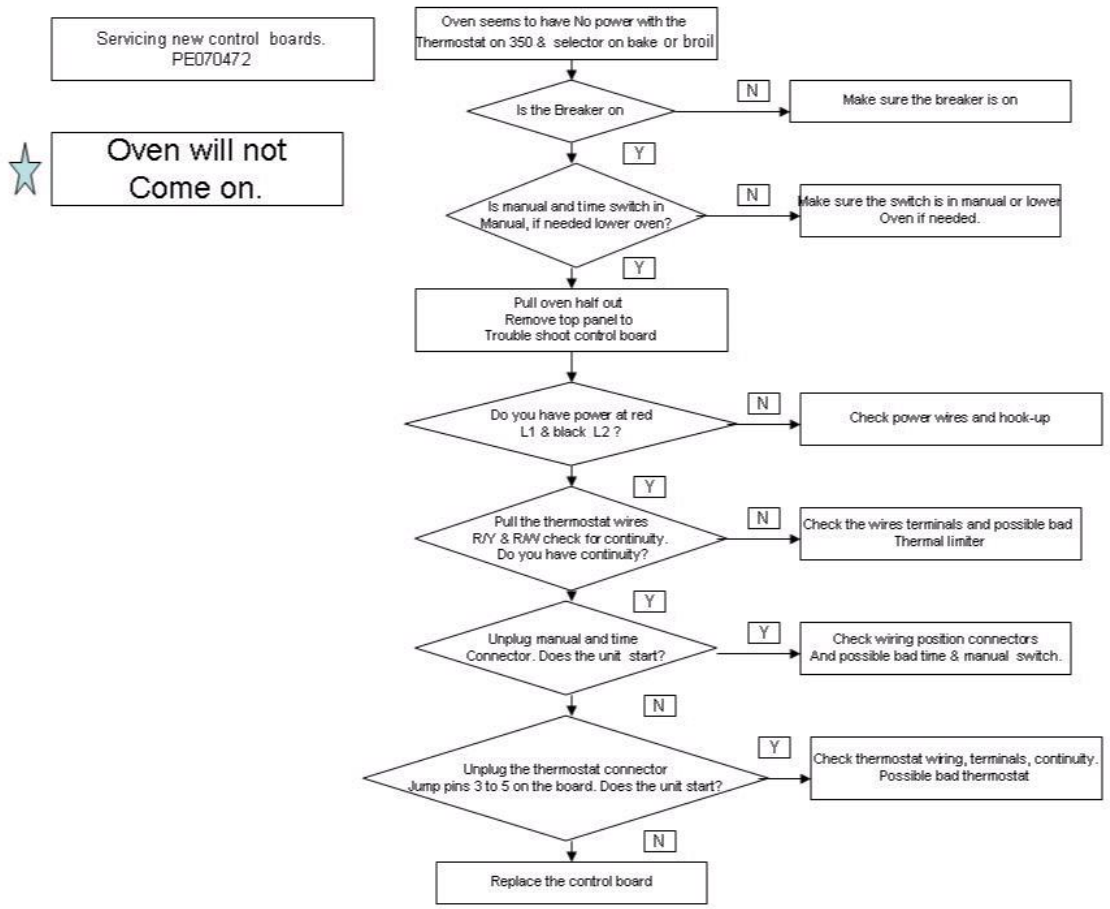 Servicing new control boards.
PE070472
Oven will not
Come on.
Oven seems to have No power with the
Thermostat on 350 & selector on bake or broil
Is the Breaker on
N
Make sure the breaker is on
Y
Is manual and time switch in
Manual, if needed lower oven?
N
Make sure the switch is in manual or lower
Oven if needed.
Y
Pull oven half out
Remove top panel to
Trouble shoot control board
Do you have power at red
L1 & black L2 ?
N
Check power wires and hook-up
Y
Pull the thermostat wires
R/Y & R/W check for continuity.
Do you have continuity?
N
Check the wires terminals and possible bad
Thermal limiter
Y
Unplug manual and time
Connector. Does the unit start?
Y
Check wiring position connectors
And possible bad time & manual switch.
N
Unplug the thermostat connector
Jump pins 3 to 5 on the board. Does the unit start?
Y
Check thermostat wiring, terminals, continuity.
Possible bad thermostat
N
Replace the control board